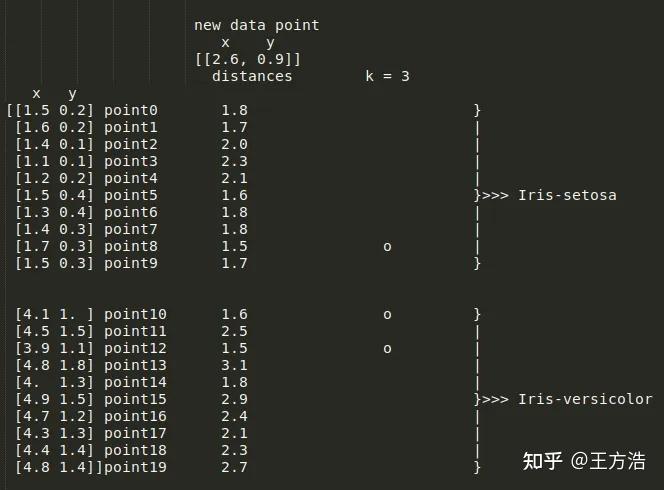 new data point
x y
[[2.6, 0.9]]
distances k = 3
x y
[[1.5 0.2] point0 1.8 }
[1.6 0.2] point1 1.7 |
[1.4 0.1] point2 2.0 |
[1.1 0.1] point3 2.3 |
[1.2 0.2] point4 2.1 |
[1.5 0.4] point5 1.6 }>>> Iris-setosa
[1.3 0.4] point6 1.8 |
[1.4 0.3] point7 1.8 |
[1.7 0.3] point8 1.5 o |
[1.5 0.3] point9 1.7 }
[4.1 1. ] point10 1.6 o }
[4.5 1.5] point11 2.5 |
[3.9 1.1] point12 1.5 o |
[4.8 1.8] point13 3.1 |
[4. 1.3] point14 1.8 |
[4.9 1.5] point15 2.9 }>>> Iris-versicolor
[4.7 1.2] point16 2.4 |
[4.3 1.3] point17 2.1 |
[4.4 1.4] point18 2.3 |
[4.8 1.4]]point19 2.7 }
知乎 @王方浩